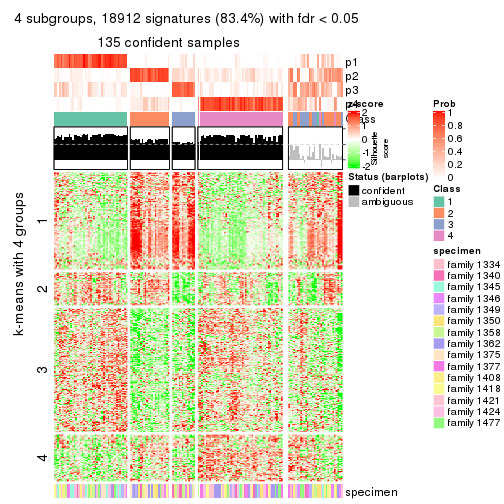 4 subgroups, 18912 signatures (83.4%) with fdr < 0.05
135 confident samples
p1
p2
p3
p4
Class
k-means with 4 groups
1
2
3
4
specimen
z-score
2
1
0
-1
-2
Silhouette
score
Status (barplots)
confident
ambiguous
Prob
1
0.8
0.6
0.4
0.2
0
Class
1
2
3
4
specimen
family 1334
family 1340
family 1345
family 1346
family 1349
family 1350
family 1358
family 1362
family 1375
family 1377
family 1408
family 1418
family 1421
family 1424
family 1477